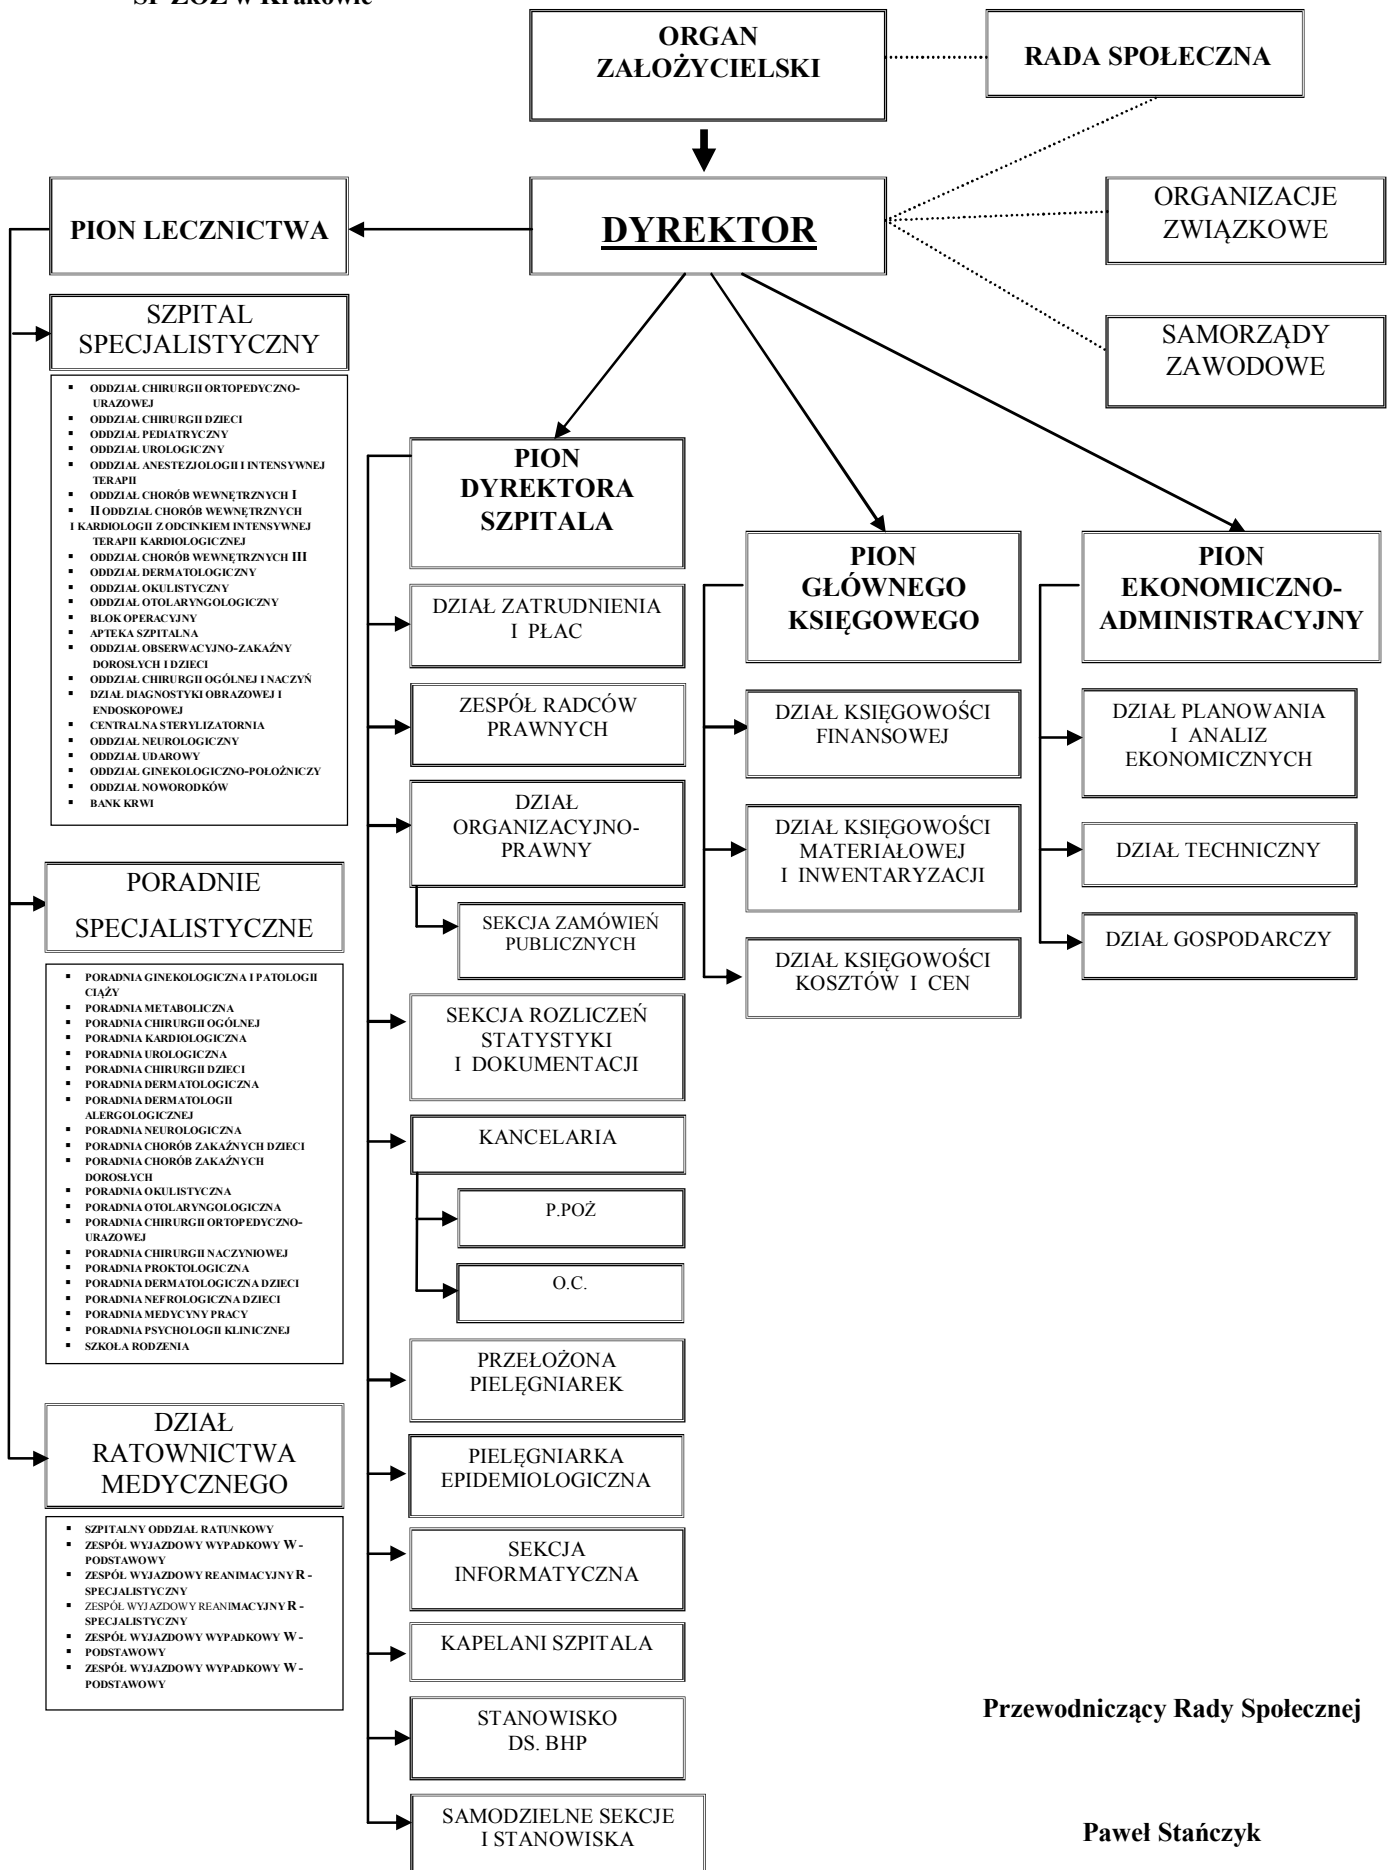 SP ZOZ w Krakowie
ORGAN
ZAŁOŻYCIELSKI
RADA SPOŁECZNA
PION LECZNICTWA
DYREKTOR
ORGANIZACJE
ZWIĄZKOWE
SAMORZĄDY
ZAWODOWE
SZPITAL
SPECJALISTYCZNY
▪ ODDZIAŁ CHIRURGII ORTOPEDYCZNO-
URAZOWEJ
▪ ODDZIAŁ CHIRURGII DZIECI
▪ ODDZIAŁ PEDIATRYCZNY
▪ ODDZIAŁ UROLOGICZNY
▪ ODDZIAŁ ANESTEZJOLOGII I INTENSYWNEJ
TERAPII
▪ ODDZIAŁ CHORÓB WEWNĘTRZNYCH I
▪ II ODDZIAŁ CHORÓB WEWNĘTRZNYCH
I KARDIOLOGII Z ODCINKIEM INTENSYWNEJ
TERAPII KARDIOLOGICZNEJ
▪ ODDZIAŁ CHORÓB WEWNĘTRZNYCH III
▪ ODDZIAŁ DERMATOLOGICZNY
▪ ODDZIAŁ OKULISTYCZNY
▪ ODDZIAŁ OTOLARYNGOLOGICZNY
▪ BLOK OPERACYJNY
▪ APTEKA SZPITALNA
▪ ODDZIAŁ OBSERWACYJNO-ZAKAŹNY
DOROSŁYCH I DZIECI
▪ ODDZIAŁ CHIRURGII OGÓLNEJ I NACZYŃ
▪ DZIAŁ DIAGNOSTYKI OBRAZOWEJ I
ENDOSKOPOWEJ
▪ CENTRALNA STERYLIZATORNIA
▪ ODDZIAŁ NEUROLOGICZNY
▪ ODDZIAŁ UDAROWY
▪ ODDZIAŁ GINEKOLOGICZNO-POŁOŻNICZY
▪ ODDZIAŁ NOWORODKÓW
▪ BANK KRWI
PORADNIE
SPECJALISTYCZNE
▪ PORADNIA GINEKOLOGICZNA I PATOLOGII
CIĄŻY
▪ PORADNIA METABOLICZNA
▪ PORADNIA CHIRURGII OGÓLNEJ
▪ PORADNIA KARDIOLOGICZNA
▪ PORADNIA UROLOGICZNA
▪ PORADNIA CHIRURGII DZIECI
▪ PORADNIA DERMATOLOGICZNA
▪ PORADNIA DERMATOLOGII
ALERGOLOGICZNEJ
▪ PORADNIA NEUROLOGICZNA
▪ PORADNIA CHORÓB ZAKAŹNYCH DZIECI
▪ PORADNIA CHORÓB ZAKAŹNYCH
DOROSŁYCH
▪ PORADNIA OKULISTYCZNA
▪ PORADNIA OTOLARYNGOLOGICZNA
▪ PORADNIA CHIRURGII ORTOPEDYCZNO-
URAZOWEJ
▪ PORADNIA CHIRURGII NACZYNIOWEJ
▪ PORADNIA PROKTOLOGICZNA
▪ PORADNIA DERMATOLOGICZNA DZIECI
▪ PORADNIA NEFROLOGICZNA DZIECI
▪ PORADNIA MEDYCYNY PRACY
▪ PORADNIA PSYCHOLOGII KLINICZNEJ
▪ SZKOŁA RODZENIA
DZIAŁ
RATOWNICTWA
MEDYCZNEGO
▪ SZPITALNY ODDZIAŁ RATUNKOWY
▪ ZESPÓŁ WYJAZDOWY WYPADKOWY W -
PODSTAWOWY
▪ ZESPÓŁ WYJAZDOWY REANIMACYJNY R -
SPECJALISTYCZNY
▪ ZESPÓŁ WYJAZDOWY REANIMACYJNY R -
SPECJALISTYCZNY
▪ ZESPÓŁ WYJAZDOWY WYPADKOWY W -
▪ PODSTAWOWY
▪ ZESPÓŁ WYJAZDOWY WYPADKOWY W -
PODSTAWOWY
PION
DYREKTORA
SZPITALA
DZIAŁ ZATRUDNIENIA
I PŁAC
ZESPÓŁ RADCÓW
PRAWNYCH
DZIAŁ
ORGANIZACYJNO-
PRAWNY
SEKCJA ZAMÓWIEŃ
PUBLICZNYCH
SEKCJA ROZLICZEŃ
STATYSTYKI
I DOKUMENTACJI
KANCELARIA
P.POŻ
O.C.
PRZEŁOŻONA
PIELĘGNIAREK
PIELĘGNIARKA
EPIDEMIOLOGICZNA
SEKCJA
INFORMATYCZNA
KAPELANI SZPITALA
STANOWISKO
DS. BHP
SAMODZIELNE SEKCJE
I STANOWISKA
PION
GŁÓWNEGO
KSIĘGOWEGO
DZIAŁ KSIĘGOWOŚCI
FINANSOWEJ
DZIAŁ KSIĘGOWOŚCI
MATERIAŁOWEJ
I INWENTARYZACJI
DZIAŁ KSIĘGOWOŚCI
KOSZTÓW I CEN
PION
EKONOMICZNO-
ADMINISTRACYJNY
DZIAŁ PLANOWANIA
I ANALIZ
EKONOMICZNYCH
DZIAŁ TECHNICZNY
DZIAŁ GOSPODARCZY
Przewodniczący Rady Społecznej
Paweł Stańczyk